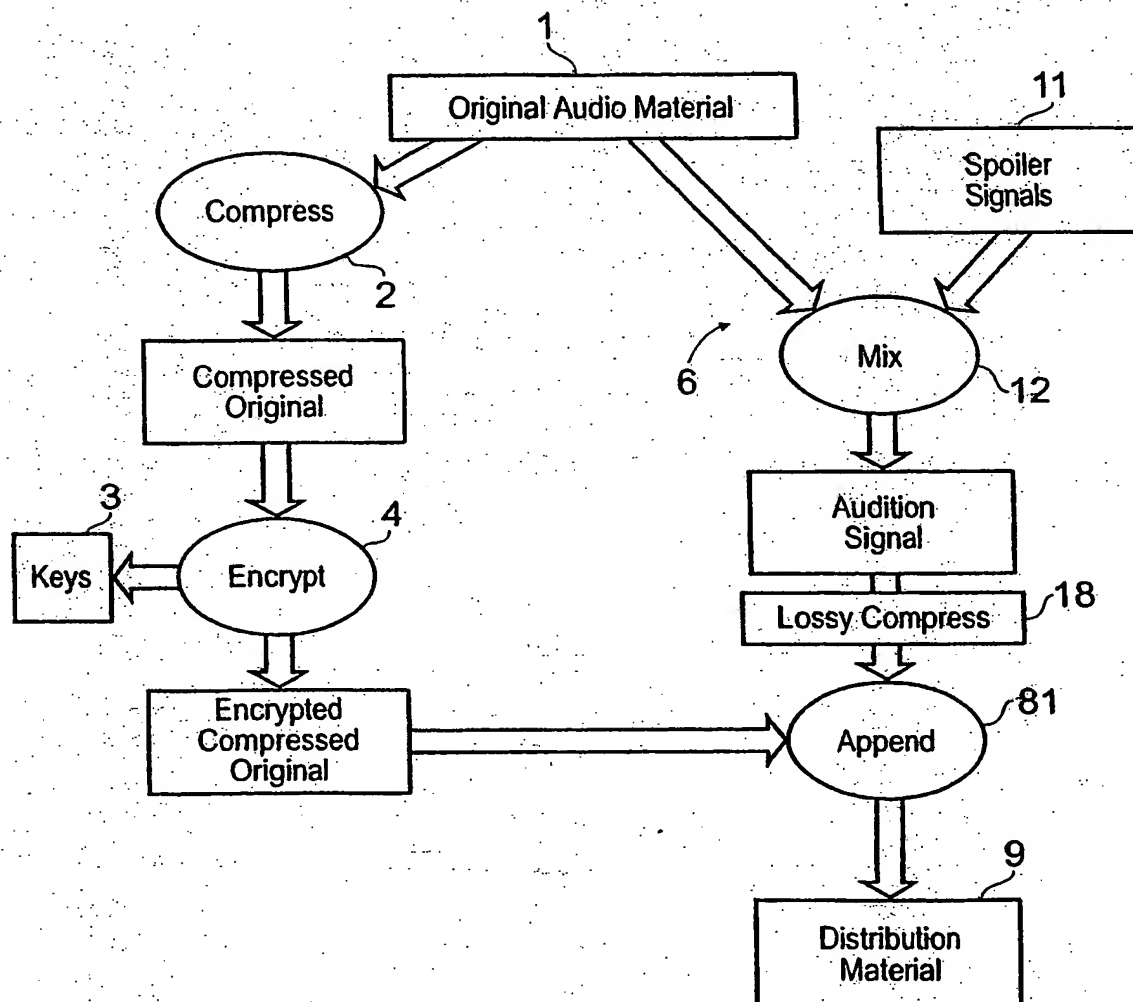 1
Original Audio Material
11
Spoiler
Signals
Compress
2
6
Mix
12
Compressed
Original
Audition
Signal
3
Keys
4
Encrypt
Lossy Compress
18
Encrypted
Compressed
Original
Append
81
9
Distribution
Material